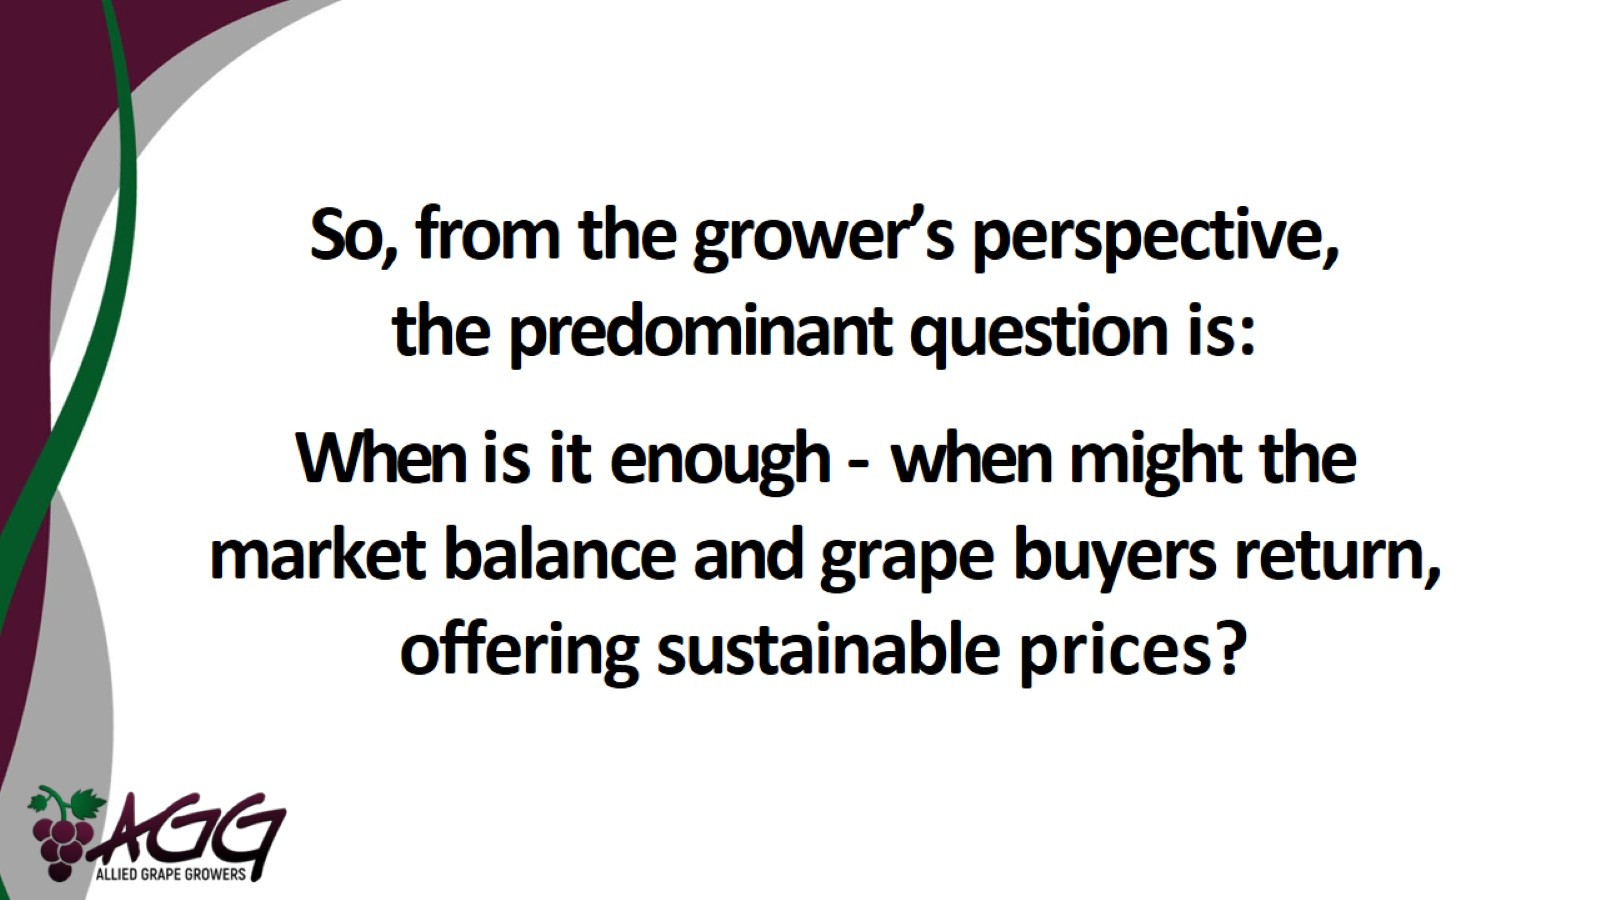 So, from the grower’s perspective,
the predominant question is:
When is it enough - when might the
market balance and grape buyers return,
offering sustainable prices?
AGG
ALLIED GRAPE GROWERS